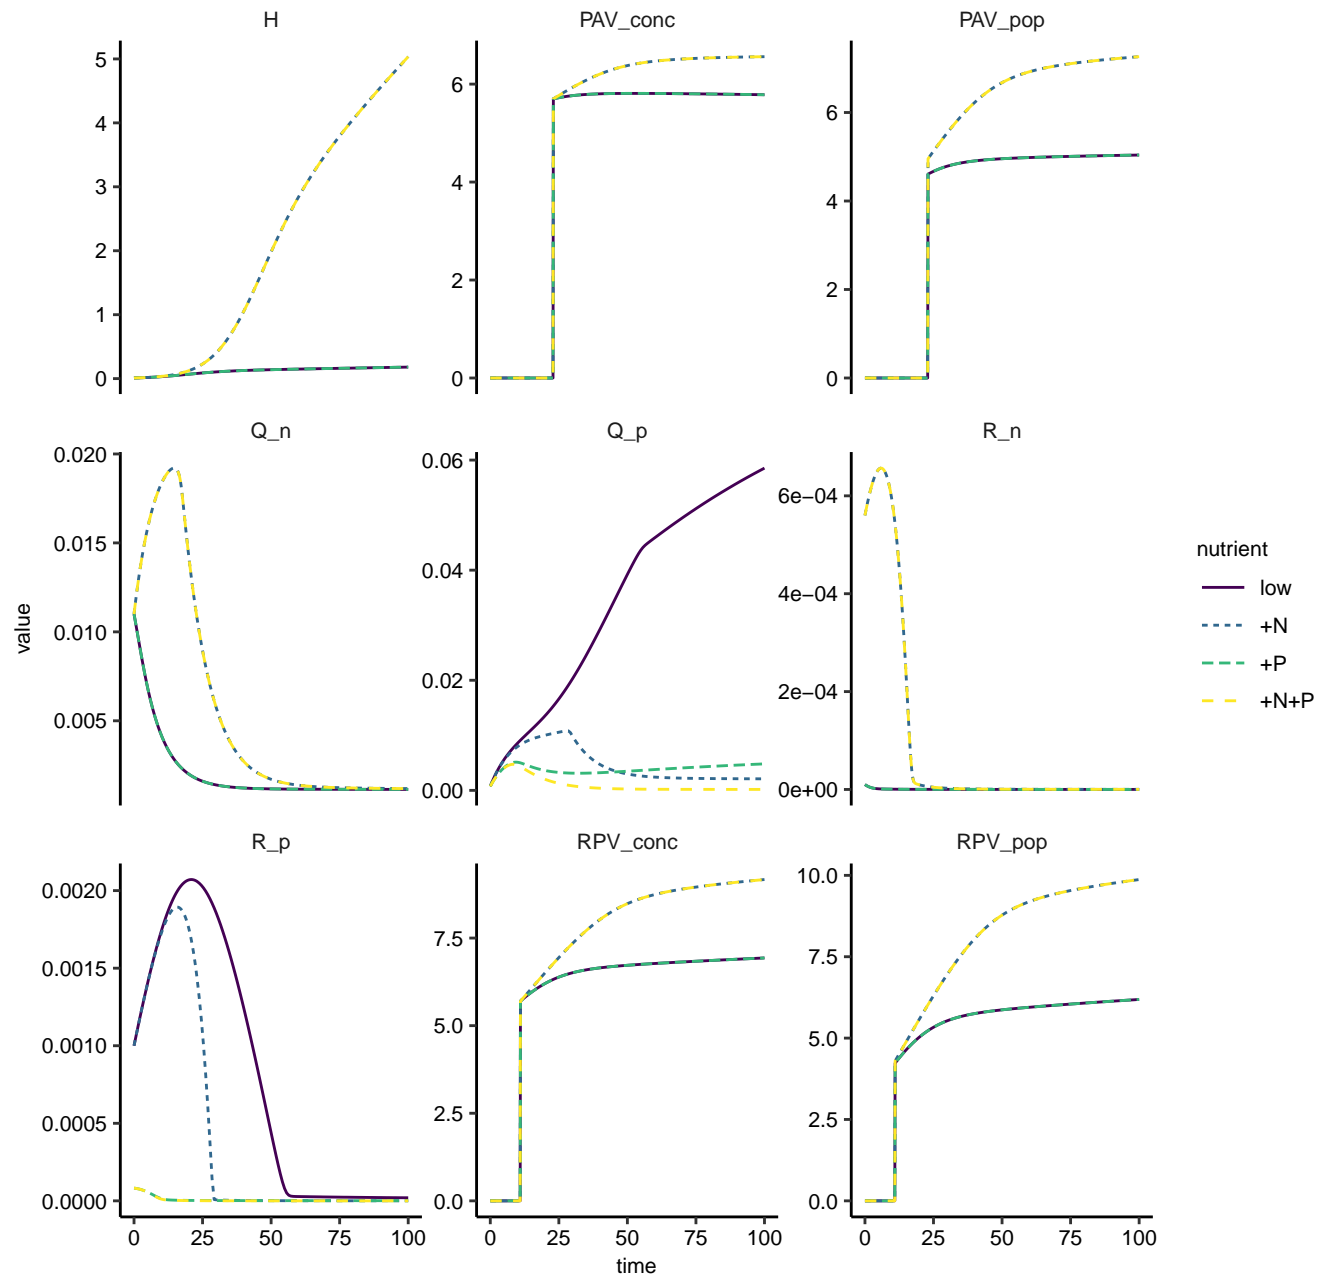 H
PAV_conc
PAV_pop
5
4
3
2
1
0
6
4
2
0
6
4
2
0
Q_n
Q_p
R_n
0.020
0.015
0.010
0.005
0.06
0.04
0.02
0.00
6e−04
4e−04
2e−04
0e+00
R_p
RPV_conc
RPV_pop
0.0020
0.0015
0.0010
0.0005
0.0000
7.5
5.0
2.5
0.0
10.0
7.5
5.0
2.5
0.0
0 25 50 75 100
0 25 50 75 100
0 25 50 75 100
time
value
nutrient
low
+N
+P
+N+P